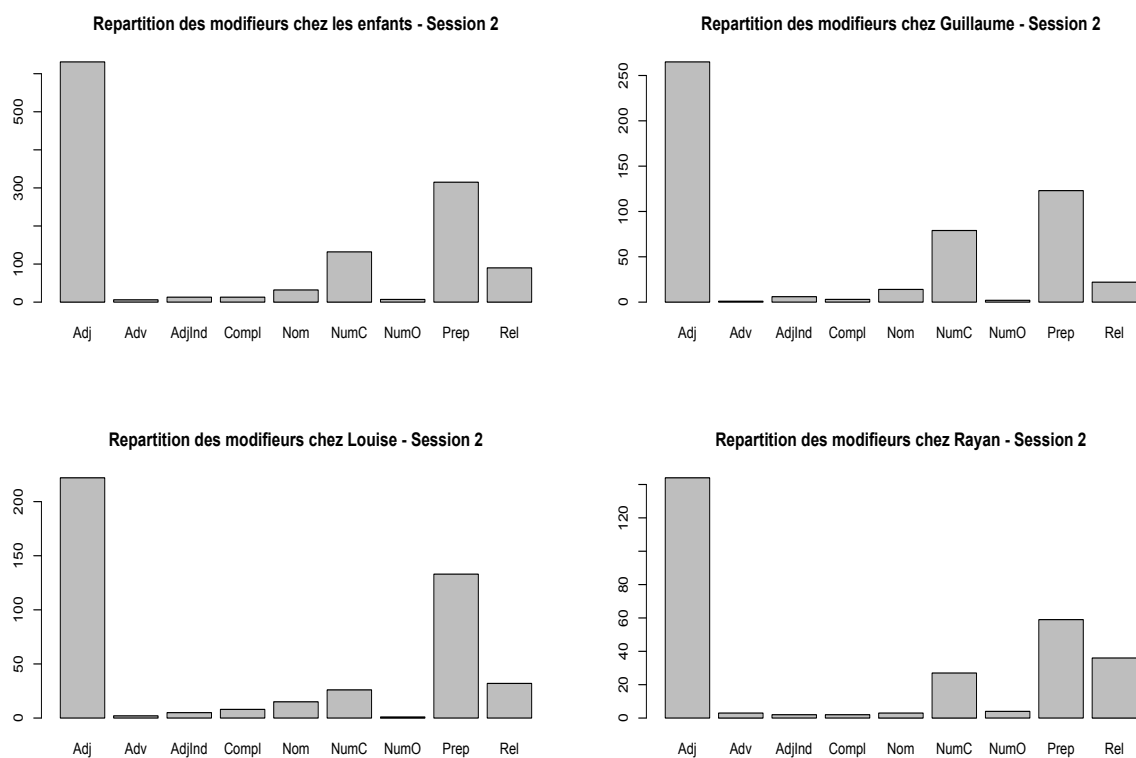 Repartition des modifieurs chez les enfants - Session 2
500
300
100
0
Adj Adv AdjInd Compl Nom NumC NumO Prep Rel
Repartition des modifieurs chez Guillaume - Session 2
250
200
150
100
50
0
Adj Adv AdjInd Compl Nom NumC NumO Prep Rel
Repartition des modifieurs chez Louise - Session 2
200
150
100
50
0
Adj Adv AdjInd Compl Nom NumC NumO Prep Rel
Repartition des modifieurs chez Rayan - Session 2
120
80
60
40
20
0
Adj Adv AdjInd Compl Nom NumC NumO Prep Rel